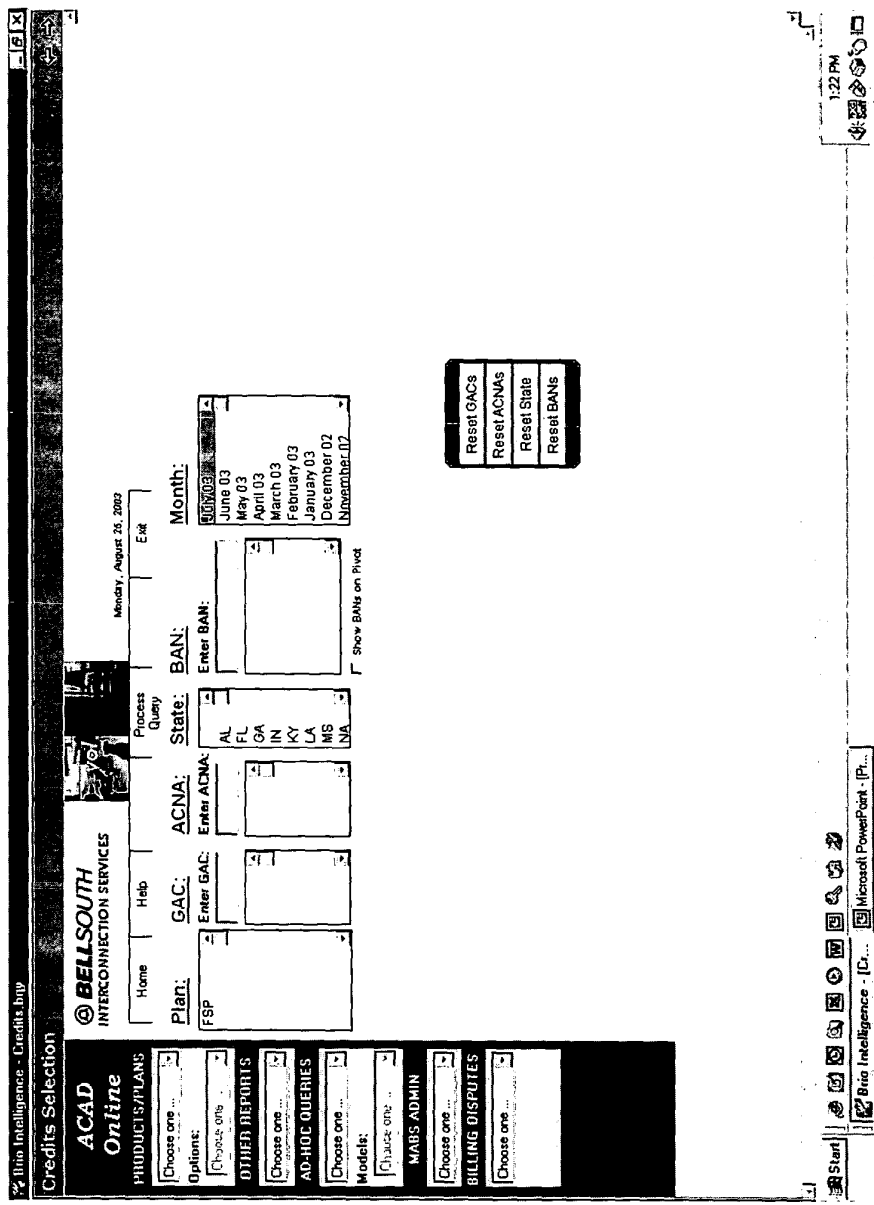 Brio Intelligence - Credits.bqy
Credits Selection
ACAD
Online
PRODUCTS/PLANS
Choose one ...
Options:
Choose one ...
OTHER REPORTS
Choose one ...
AD-HOC QUERIES
Choose one ...
Models:
Choose one ...
MABS ADMIN
Choose one ...
BILLING DISPUTES
Choose one ...
@ BELLSOUTH
INTERCONNECTION SERVICES
Monday, August 25, 2003
Home
Help
Process
Query
Exit
Plan:
FSP
GAC:
Enter GAC:
ACNA:
Enter ACNA:
State:
AL
FL
GA
IN
KY
LA
MS
NA
BAN:
Enter BAN:
Show BANs on Pivot
Month:
July 03
June 03
May 03
April 03
March 03
February 03
January 03
December 02
November 02
Reset GACs
Reset ACNAs
Reset State
Reset BANs
Start
Brio Intelligence - [Cr...
Microsoft PowerPoint - [Pr...
1:22 PM